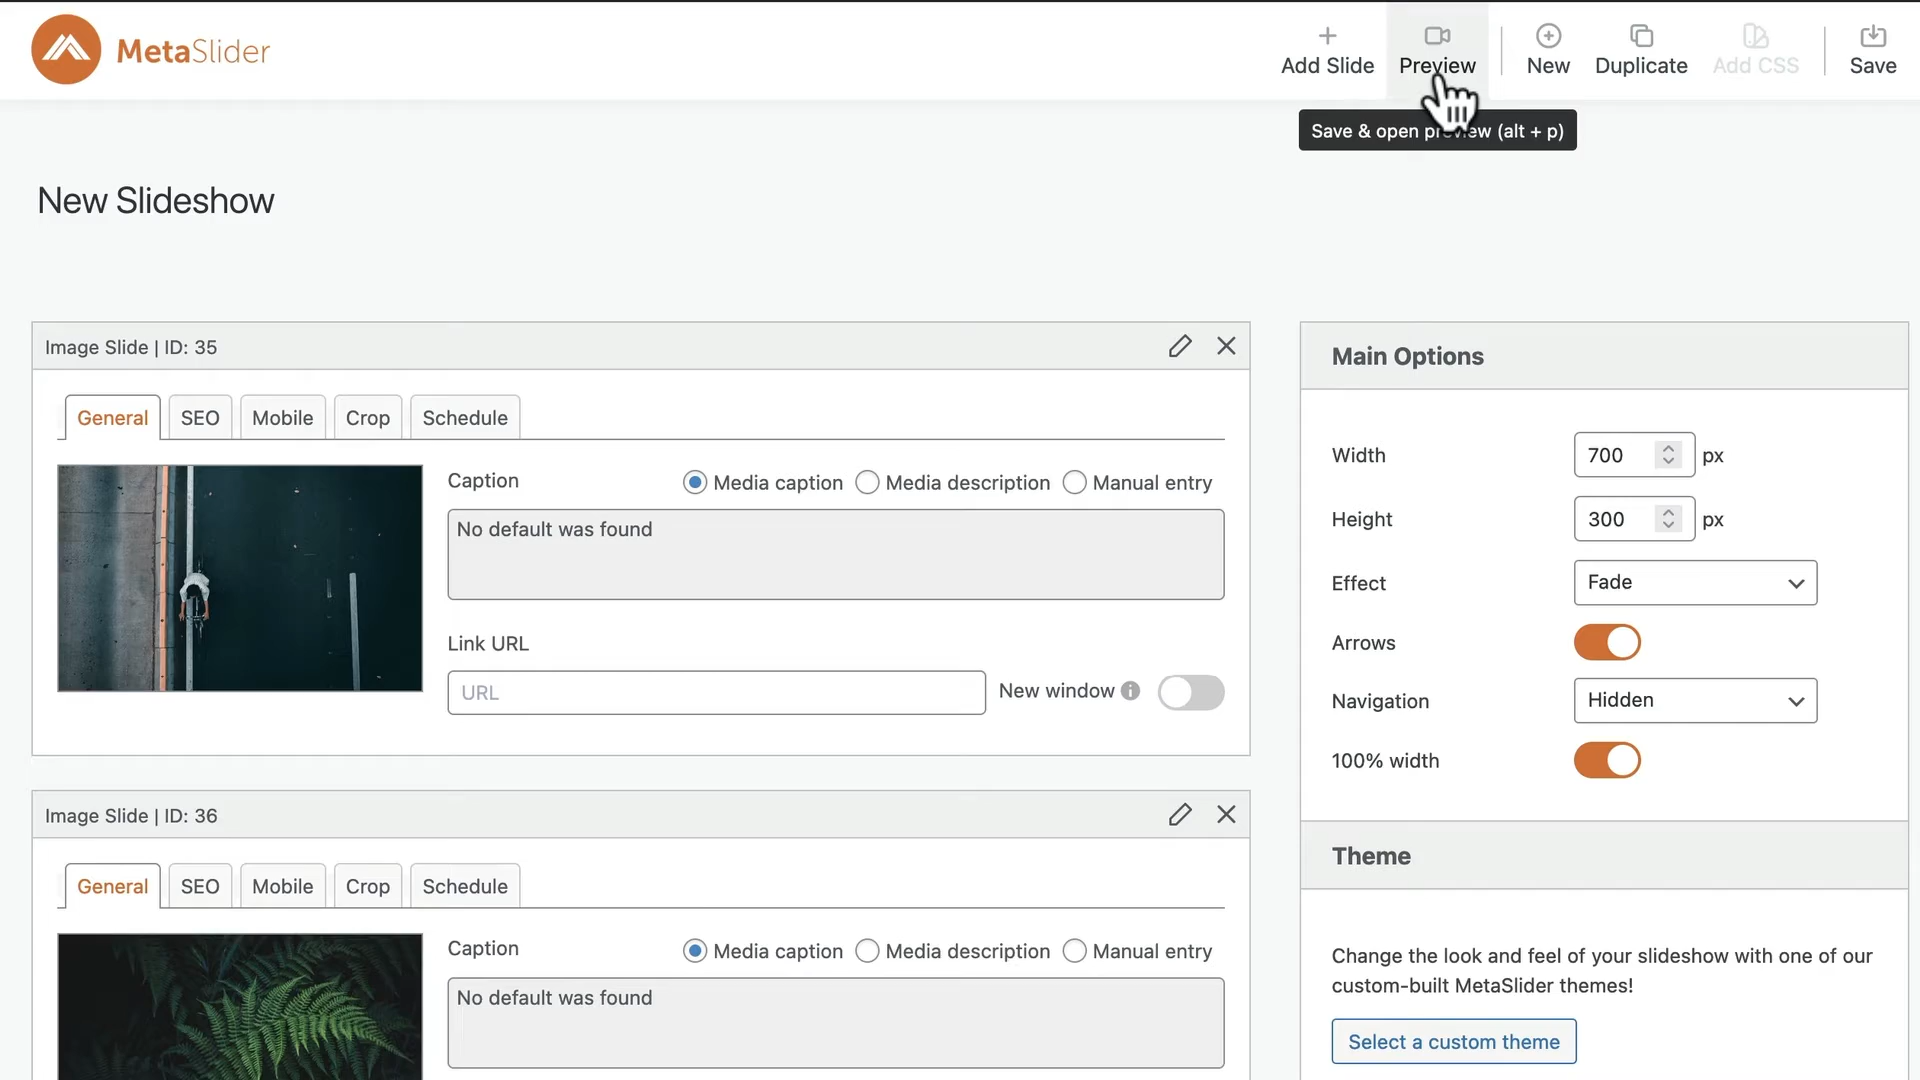 MetaSlider
Add Slide
Preview
New
Duplicate
Add CSS
Save
Save & open preview (alt + p)
New Slideshow
Image Slide | ID: 35
General
SEO
Mobile
Crop
Schedule
Caption
Media caption
Media description
Manual entry
No default was found
Link URL
URL
New window
Image Slide | ID: 36
General
SEO
Mobile
Crop
Schedule
Caption
Media caption
Media description
Manual entry
No default was found
Main Options
Width
700
px
Height
300
px
Effect
Fade
Arrows
Navigation
Hidden
100% width
Theme
Change the look and feel of your slideshow with one of our
custom-built MetaSlider themes!
Select a custom theme